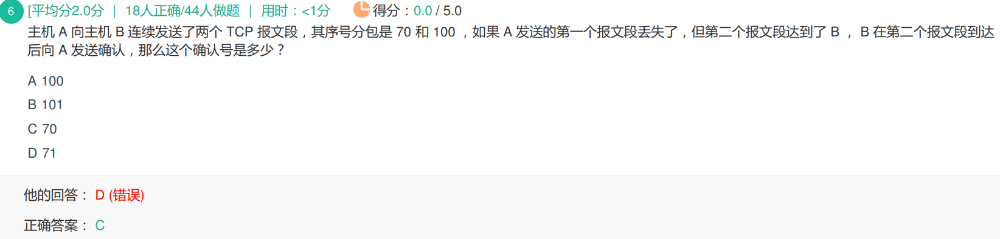 6 [平均分2.0分 | 18人正确/44人做题 | 用时：<1分 得分：0.0 / 5.0
主机 A 向主机 B 连续发送了两个 TCP 报文段，其序号分包是 70 和 100 ，如果 A 发送的第一个报文段丢失了，但第二个报文段达到了 B ， B 在第二个报文段到达
后向 A 发送确认，那么这个确认号是多少？
A 100
B 101
C 70
D 71
他的回答： D (错误)
正确答案： C